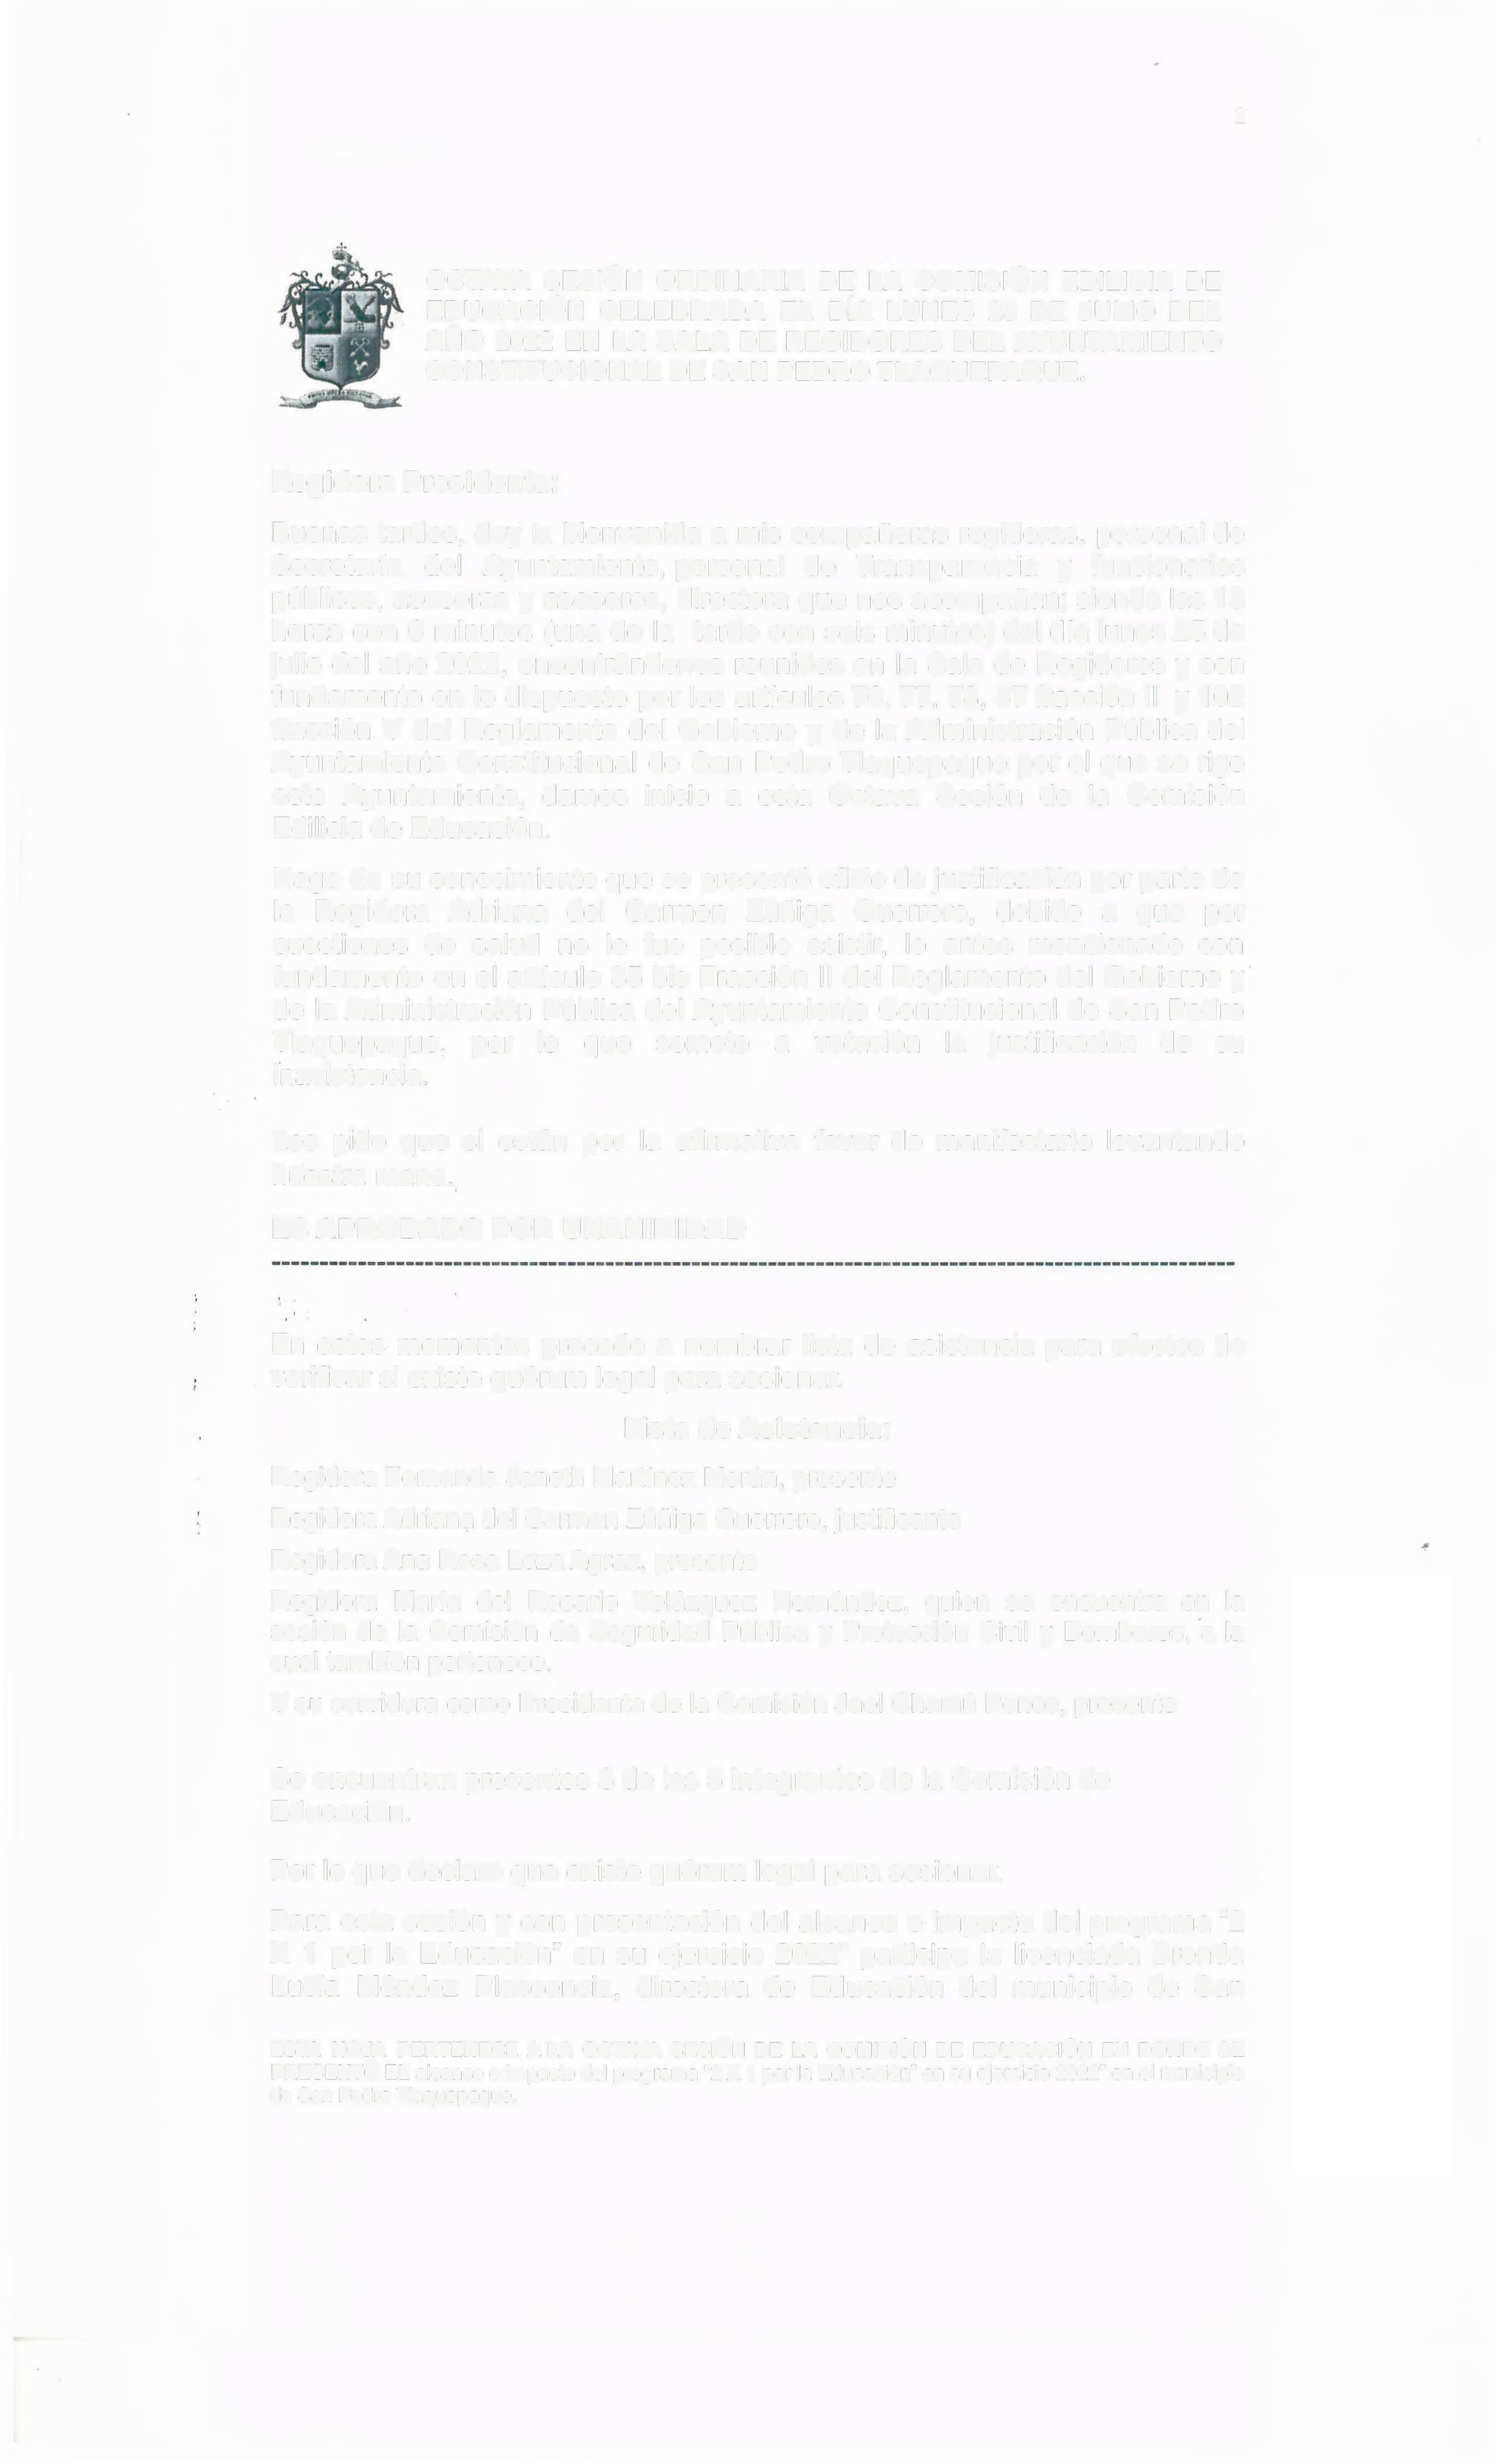 1
OCTAVA SESIÓN ORDINARIA DE LA COMISIÓN EDILICIA DE
EDUCACIÓN CELEBRADA EL DÍA LUNES 25 DE JULIO DEL
AÑO 2022 EN LA SALA DE REGIDORES DEL AYUNTAMIENTO
CONSTITUCIONAL DE SAN PEDRO TLAQUEPAQUE.
Regidora Presidenta:
Buenas tardes, doy la bienvenida a mis compañeras regidoras, personal de
Secretaría del Ayuntamiento, personal de Transparencia y funcionarios
públicos, asesoras y asesores, directora que nos acompañan; siendo las 13
horas con 6 minutos (una de la tarde con seis minutos) del día lunes 25 de
julio del año 2022, encontrándonos reunidos en la Sala de Regidores y con
fundamento en lo dispuesto por los artículos 76, 77, 78, fracción II y 102
fracción V del Reglamento del Gobierno y de la Administración Pública del
Ayuntamiento Constitucional de San Pedro Tlaquepaque por el que se rige
este Ayuntamiento, damos inicio a esta Octava Sesión de la Comisión
Edilicia de Educación.
Hago de su conocimiento que se presentó oficio de justificación por parte de
la Regidora Adriana del Carmen Zúñiga Guerrero, debido a que por
cuestiones de salud no le fue posible asistir, lo antes mencionado con
fundamento en el artículo 35 bis Fracción II del Reglamento del Gobierno y
de la Administración Pública del Ayuntamiento Constitucional de San Pedro
Tlaquepaque, por lo que someto a votación la justificación de su
inasistencia.
Les pido que si están por la afirmativa favor de manifestarlo levantando
mano.
ES APROBADO POR UNANIMIDAD
En estos momentos procedo a nombrar lista de asistencia para efectos de
verificar si existe quórum legal para sesionar.
Lista de Asistencia:
Regidora Fernanda Janeth Martínez Morán, presente
Regidora Adriana del Carmen Zúñiga Guerrero, justificante
Regidora Ana Rosa Loza Agraz, presente
Regidora María del Rosario Velázquez Hernández, quien se encuentra en la
sesión de la Comisión de Seguridad Pública y Protección Civil y Bomberos, a la
cual también pertenece.
Y su servidora como Presidenta de la Comisión Jael Chamú Ponce, presente
Se encuentran presentes 3 de los 5 integrantes de la Comisión de
Educación.
Por lo que declaro que existe quórum legal para sesionar.
Para esta sesión y con presentación del alcance e impacto del programa "2
X 1 por la Educación" en su ejercicio 2022" participa la licenciada Brenda
Méndez Plascencia, directora de Educación del municipio de San
ESTA HOJA PERTENECE A LA OCTAVA SESIÓN DE LA COMISIÓN DE EDUCACIÓN EN DONDE SE
PRESENTÓ EL alcance e impacto del programa "2 X 1 por la Educación" en su ejercicio 2022" en el municipio
de San Pedro Tlaquepaque.